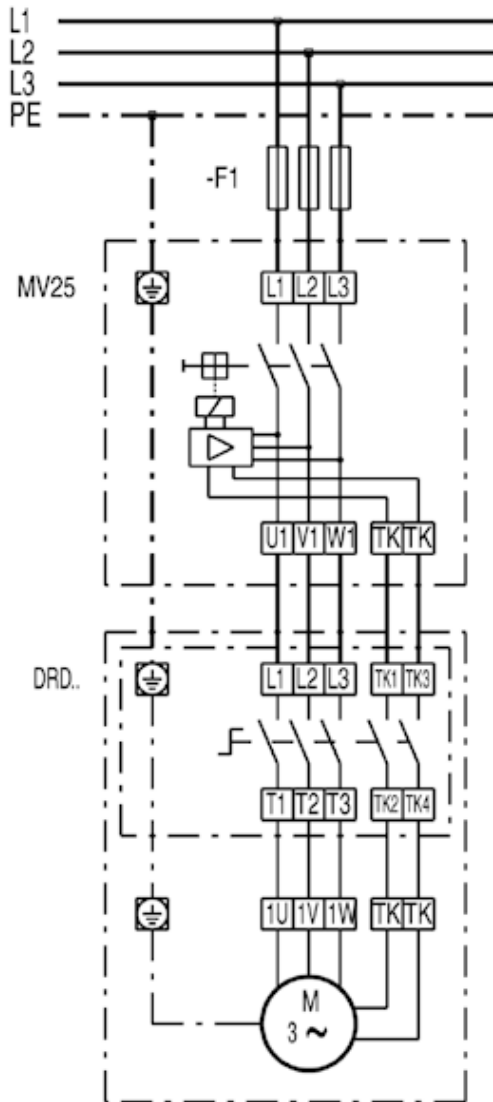 L1
L2
L3
PE
-F1
MV25
L1 L2 L3
U1 V1 W1 TK TK
DRD..
L1 L2 L3 TK1 TK3
T1 T2 T3 TK2 TK4
1U 1V 1W TK TK
M
3 ~